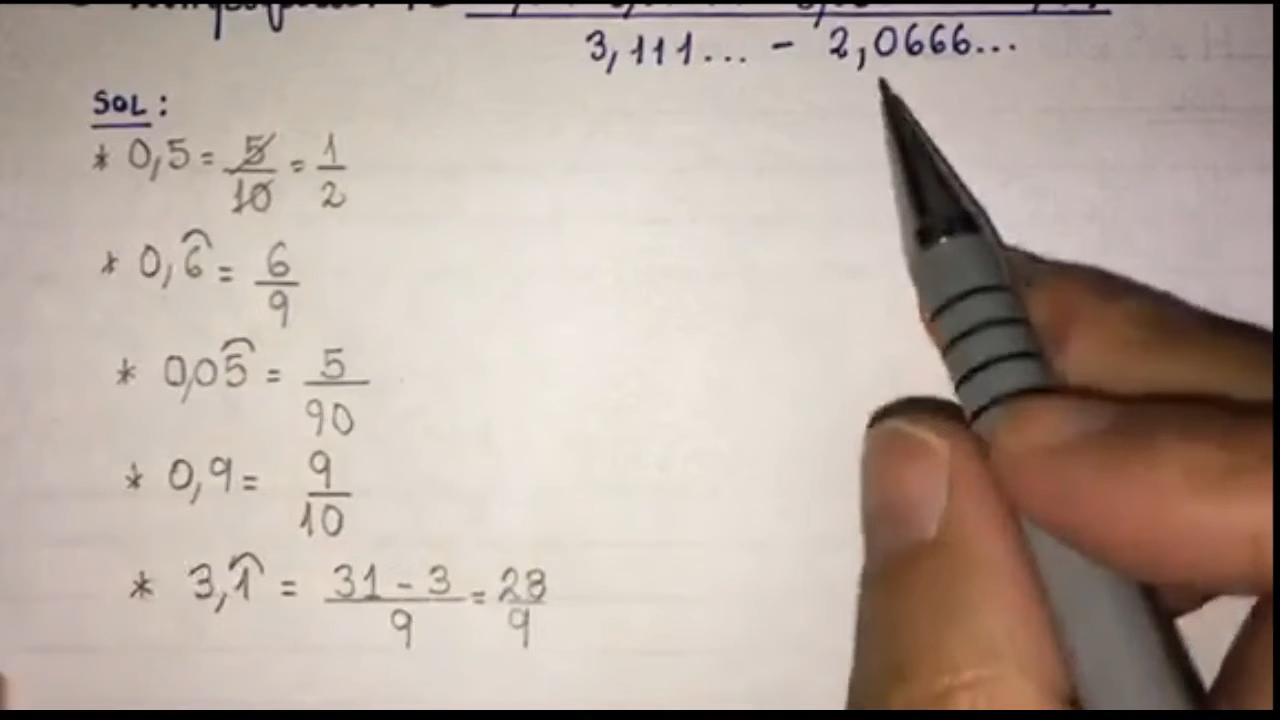 3,111... - 2,0666...
SOL:
* 0,5 = 5/10 = 1/2
* 0,6̂ = 6/9
* 0,05̂ = 5/90
* 0,9 = 9/10
* 3,1̂ = 31 - 3/9 = 28/9